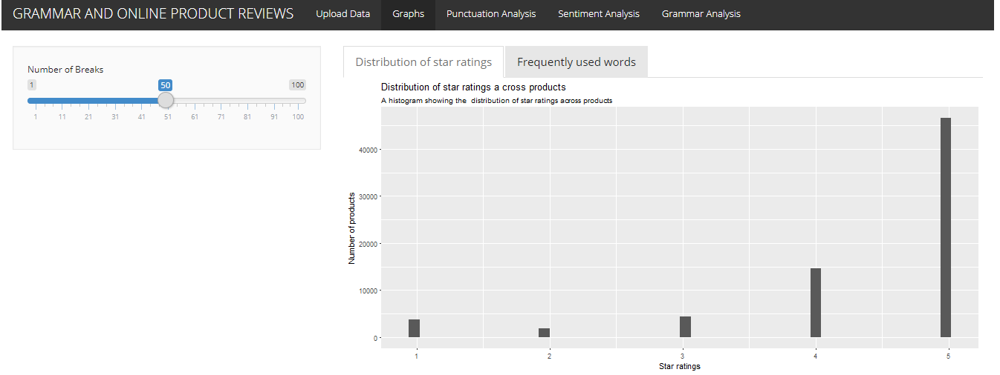 GRAMMAR AND ONLINE PRODUCT REVIEWS Upload Data Graphs Punctuation Analysis Sentiment Analysis Grammar Analysis
Number of Breaks
1 50 100
1 11 21 31 41 51 61 71 81 91 100
Distribution of star ratings Frequently used words
Distribution of star ratings a cross products
A histogram showing the  distribution of star ratings across products
Number of products
40000
30000
20000
10000
0
1 2 3 4 5
Star ratings